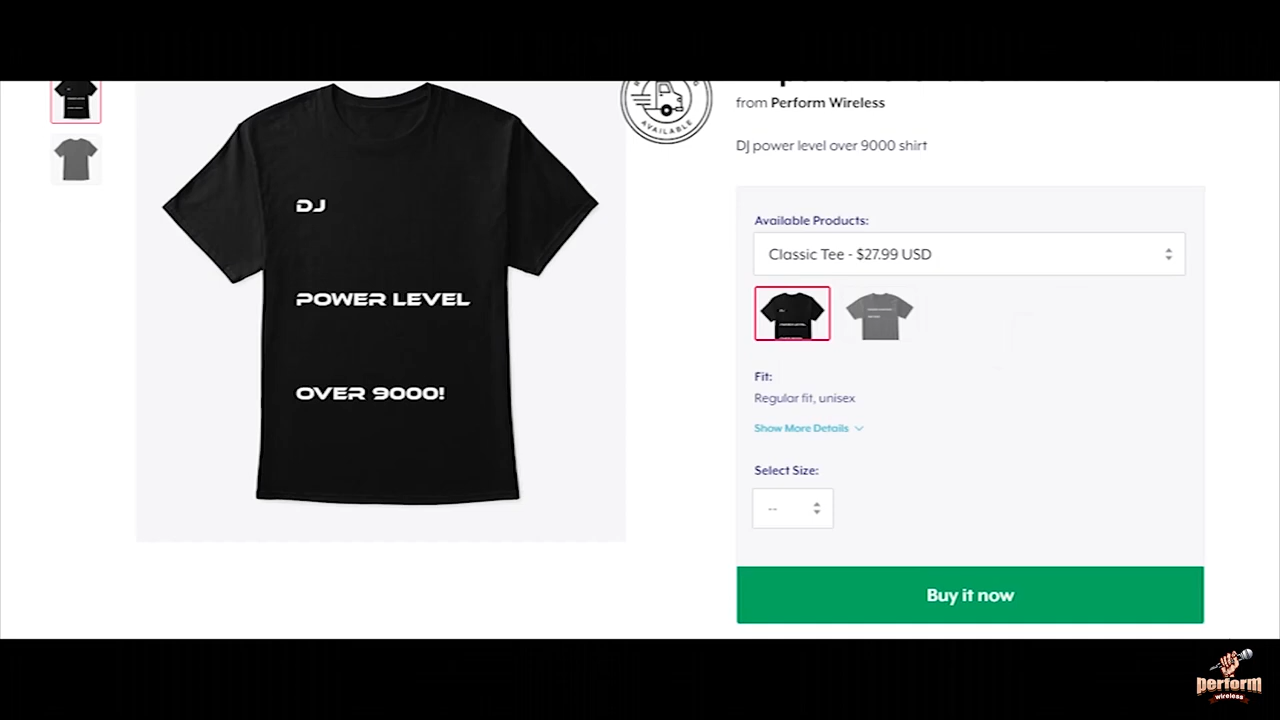 AVAILABLE
from Perform Wireless
DJ power level over 9000 shirt
DJ
POWER LEVEL
OVER 9000!
Available Products:
Classic Tee - $27.99 USD
Fit:
Regular fit, unisex
Show More Details
Select Size:
--
Buy it now
perform
wireless